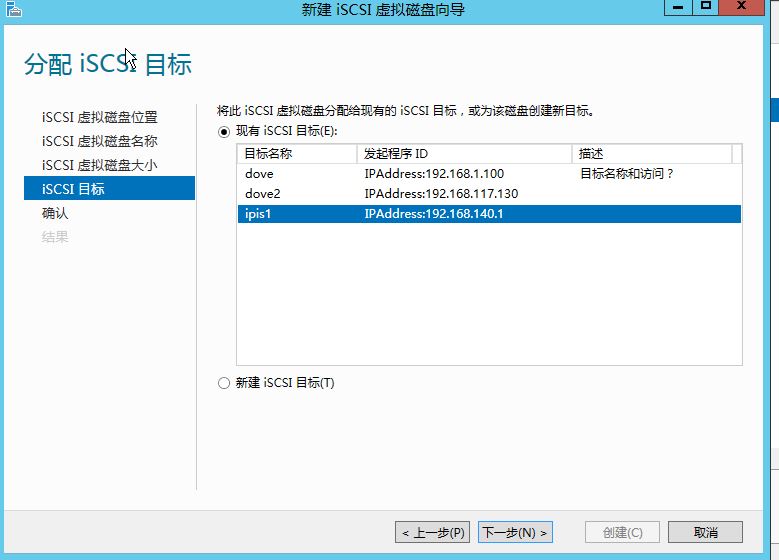 新建 iSCSI 虚拟磁盘向导
分配 iSCSI 目标
iSCSI 虚拟磁盘位置
iSCSI 虚拟磁盘名称
iSCSI 虚拟磁盘大小
iSCSI 目标
确认
结果
将此 iSCSI 虚拟磁盘分配给现有的 iSCSI 目标，或为该磁盘创建新目标。
现有 iSCSI 目标(E):
目标名称 发起程序 ID 描述
dove IPAddress:192.168.1.100 目标名称和访问？
dove2 IPAddress:192.168.117.130
ipis1 IPAddress:192.168.140.1
新建 iSCSI 目标(T)
< 上一步(P) 下一步(N) > 创建(C) 取消